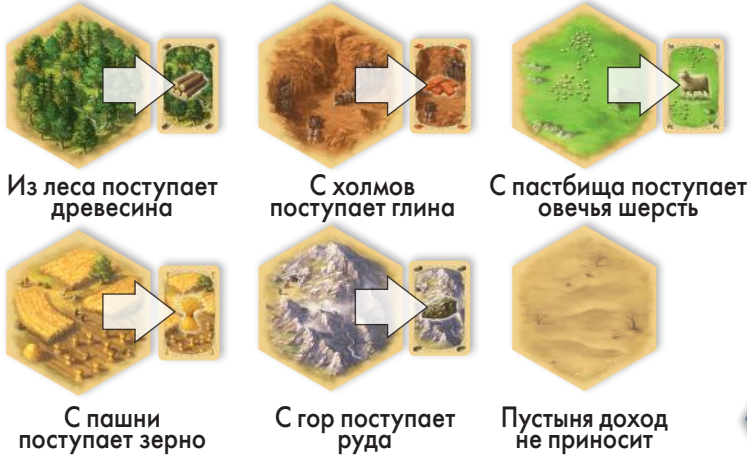 Из леса поступает
древесина
С холмов
поступает глина
С пастбища поступает
овечья шерсть
С пашни
поступает зерно
С гор поступает
руда
Пустыня доход
не приносит